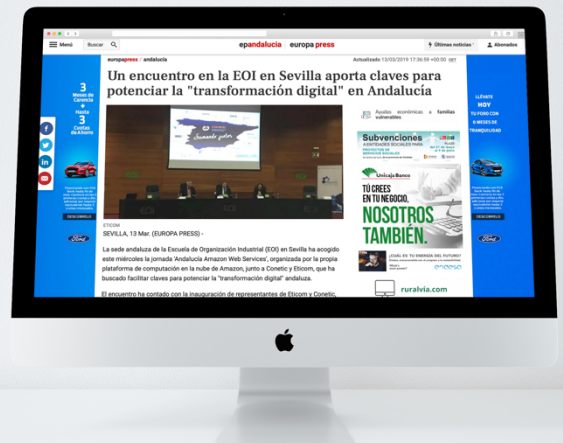 Menú
Buscar
epandalucía europa press
Últimas noticias
Abonados
europapress / andalucía
Actualizado 13/03/2019 17:36:59 +00:00 CET
Un encuentro en la EOI en Sevilla aporta claves para
potenciar la "transformación digital" en Andalucía
3
Meses de
Carencia
+
Hasta
3
Cuotas
de Ahorro
DESCÚBRELO
Ford
Sumando polos
Ayudas económicas a familias
vulnerables
Subvenciones
A ENTIDADES SOCIALES PARA
PROYECTOS DE
SERVICIOS SOCIALES
Unicaja Banco
TÚ CREES
EN TU NEGOCIO,
NOSOTROS
TAMBIÉN.
¿CUÁL ES TU ENERGÍA DEL FUTURO?
endesa
ruralvia.com
LLÉVATE
HOY
TU FORD CON
6 MESES DE
TRANQUILIDAD
DESCÚBRELO
Ford
ETICOM
SEVILLA, 13 Mar. (EUROPA PRESS) -
La sede andaluza de la Escuela de Organización Industrial (EOI) en Sevilla ha acogido
este miércoles la jornada 'Andalucía Amazon Web Services', organizada por la propia
plataforma de computación en la nube de Amazon, junto a Conetic y Eticom, que ha
buscado facilitar claves para potenciar la "transformación digital" andaluza.
El encuentro ha contado con la inauguración de representantes de Eticom y Conetic,